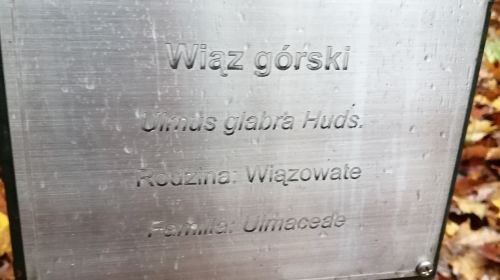 Wiąz górski
Ulmus glabra Huds.
Rodzina: Wiązowate
Familia: Ulmaceae